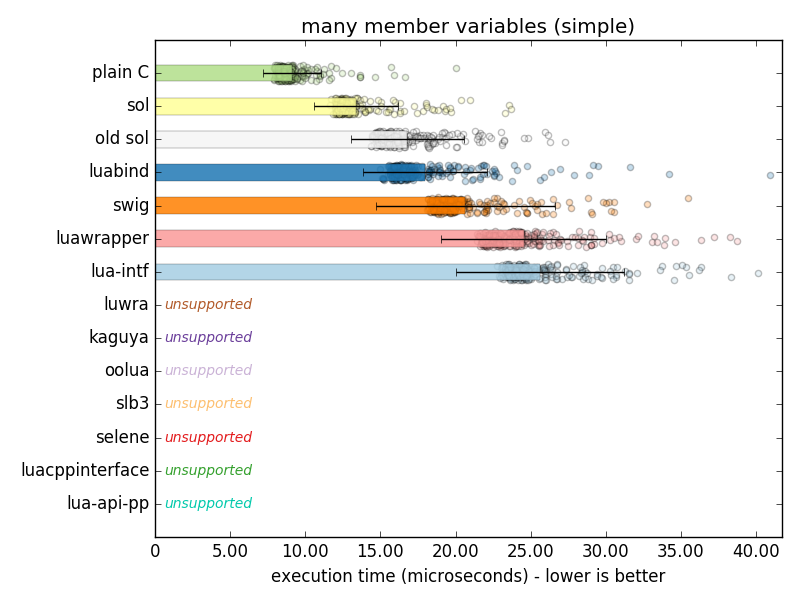 many member variables (simple)
plain C
sol
old sol
luabind
swig
luawrapper
lua-intf
luwra unsupported
kaguya unsupported
oolua unsupported
slb3 unsupported
selene unsupported
luacppinterface unsupported
lua-api-pp unsupported
0 5.00 10.00 15.00 20.00 25.00 30.00 35.00 40.00
execution time (microseconds) - lower is better